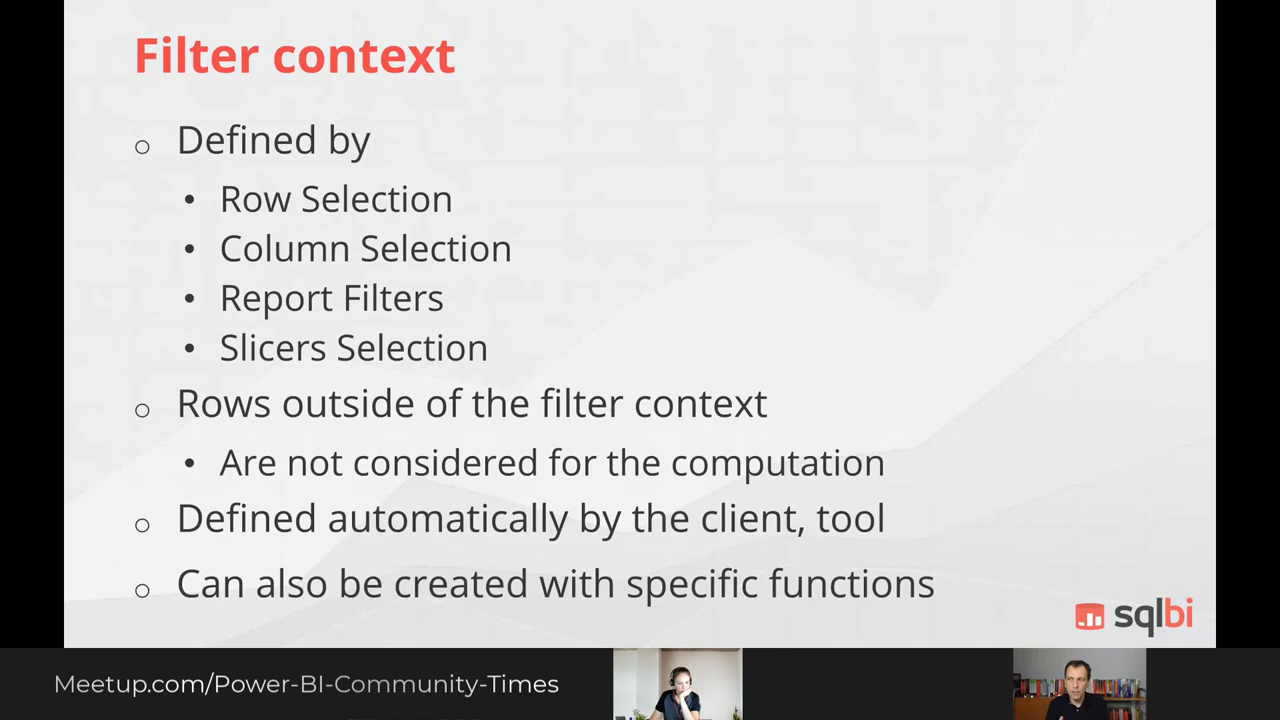 Filter context
Defined by
Row Selection
Column Selection
Report Filters
Slicers Selection
Rows outside of the filter context
Are not considered for the computation
Defined automatically by the client, tool
Can also be created with specific functions
sqlbi
Meetup.com/Power-BI-Community-Times